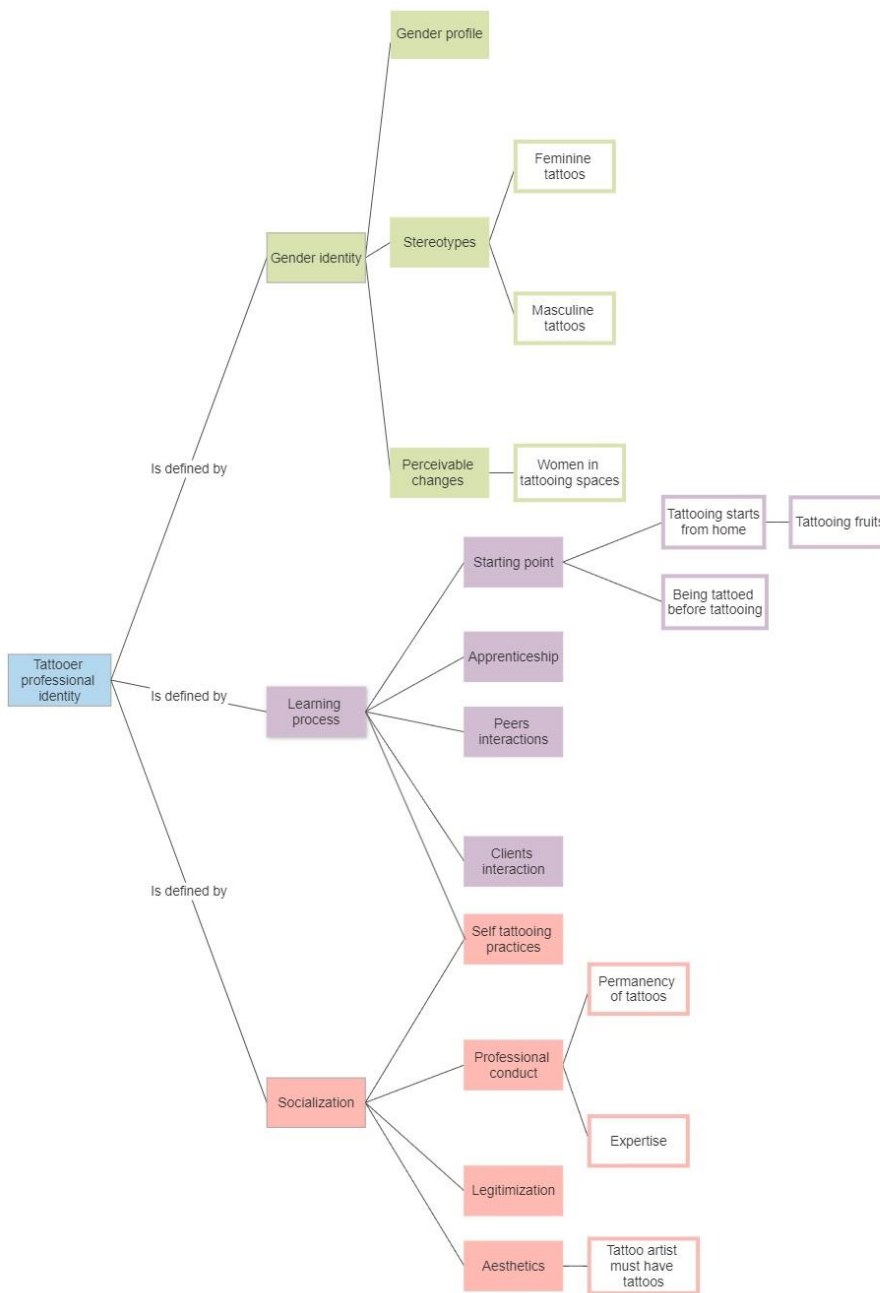 Gender profile
Feminine
tattoos
Stereotypes
Gender identity
Masculine
tattoos
Is defined by
Perceivable
changes
Women in
tattooing spaces
Tattooing starts
from home
Tattooing fruits
Starting point
Being tattoed
before tattooing
Apprenticeship
Tattooer
professional
identity
Is defined by
Learning
process
Peers
interactions
Clients
interaction
Is defined by
Self tattooing
practices
Permanency
of tattoos
Professional
conduct
Socialization
Expertise
Legitimization
Aesthetics
Tattoo artist
must have
tattoos